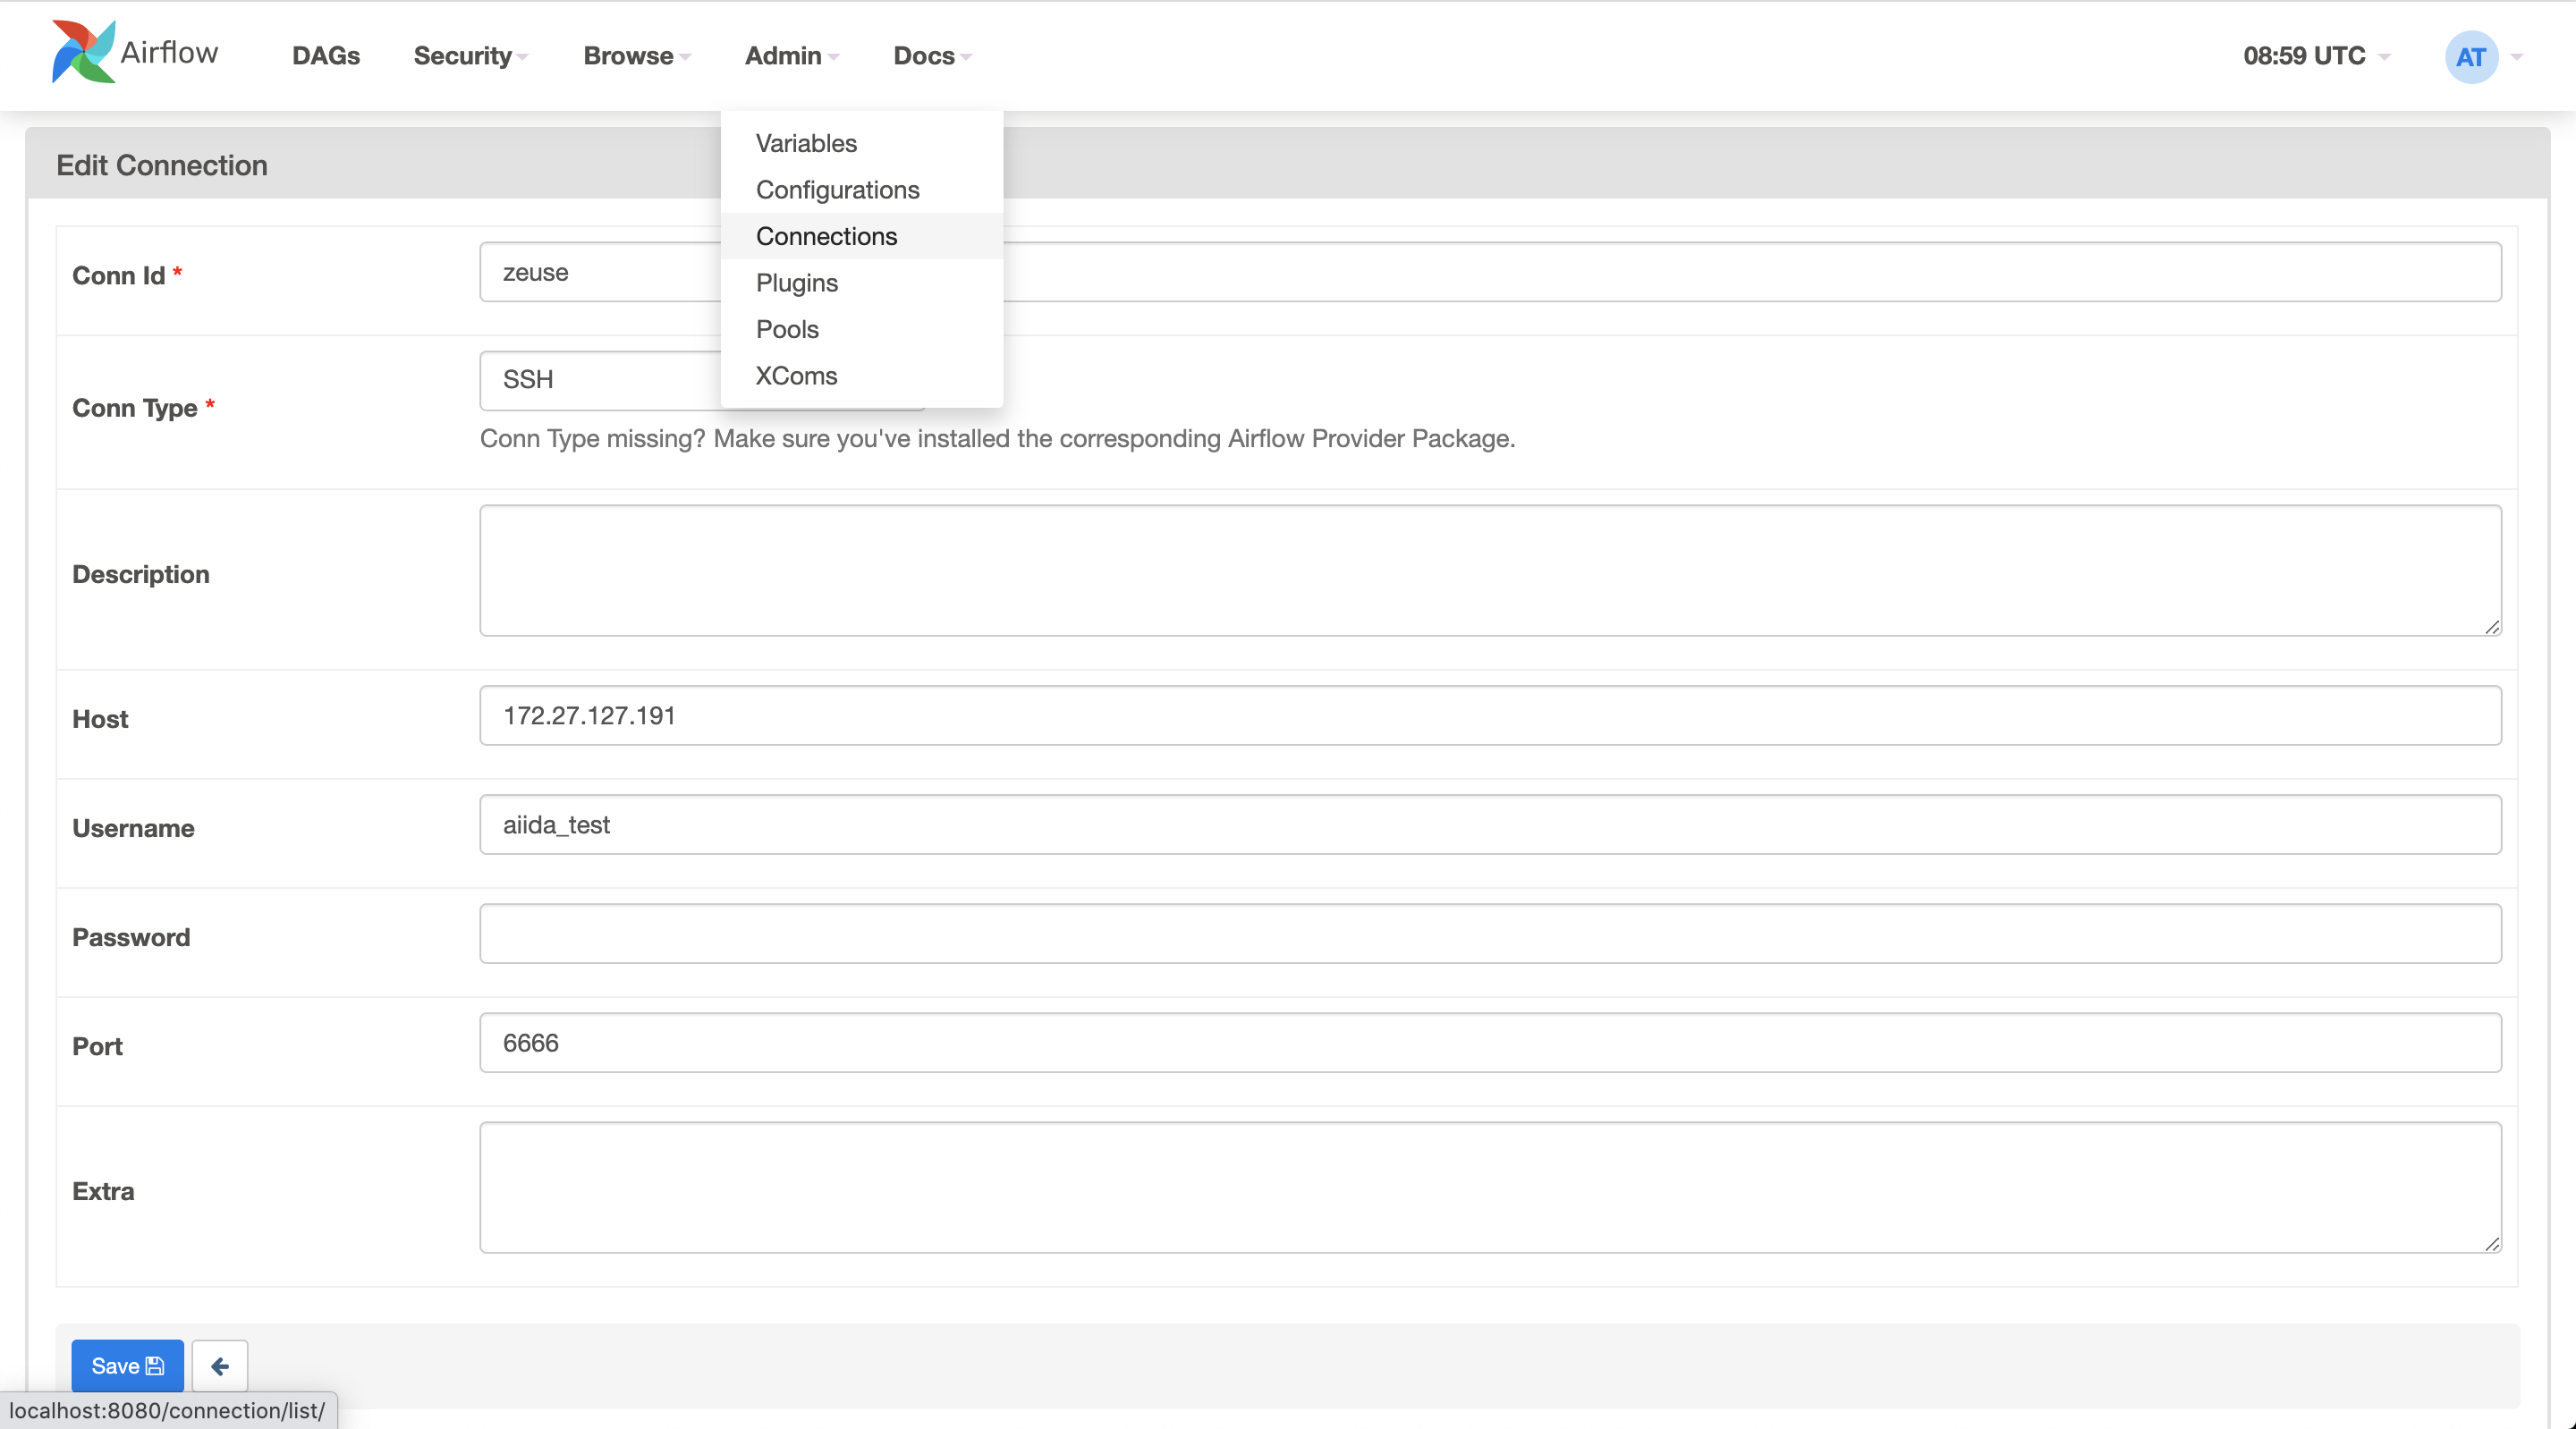 Airflow DAGs Security Browse Admin Docs 08:59 UTC AT
Variables
Configurations
Connections
Plugins
Pools
XComs
Edit Connection
Conn Id * zeuse
Conn Type * SSH
Conn Type missing? Make sure you've installed the corresponding Airflow Provider Package.
Description
Host 172.27.127.191
Username aiida_test
Password
Port 6666
Extra
Save
localhost:8080/connection/list/